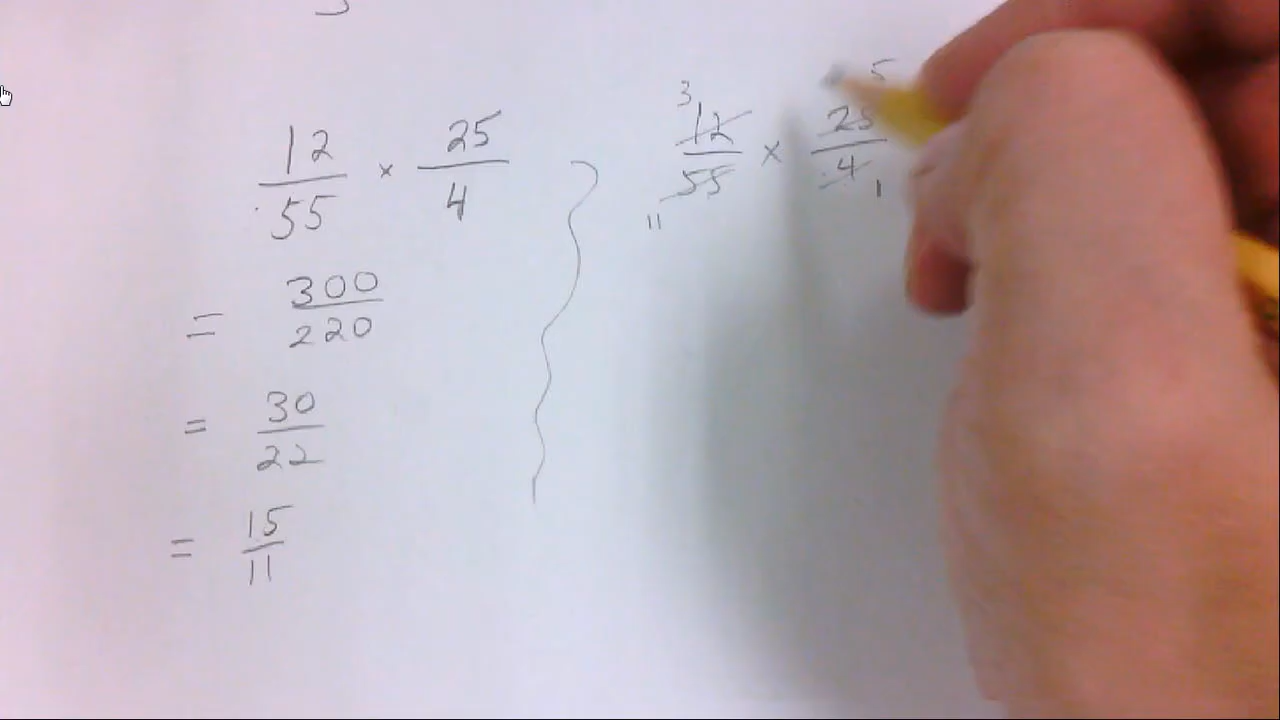 12/55 × 25/4
= 300/220
= 30/22
= 15/11
3 5
12/55 × 25/4
11 1